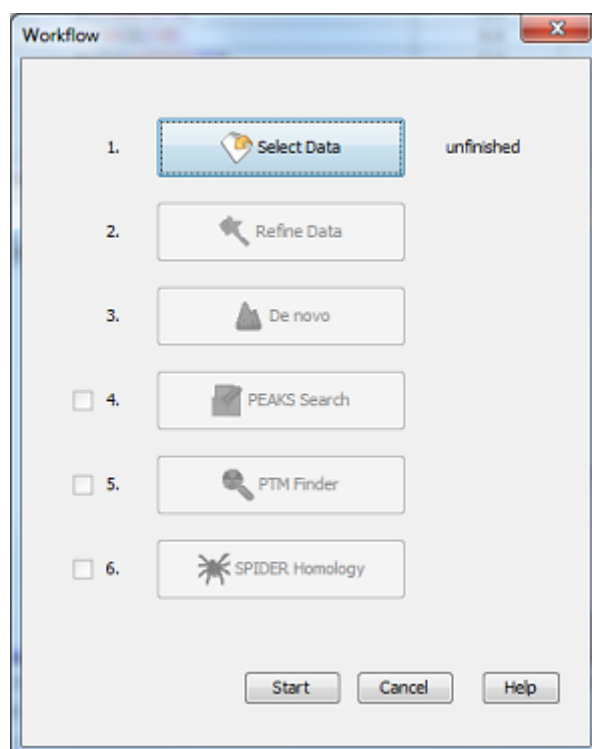 Workflow
1. Select Data unfinished
2. Refine Data
3. De novo
4. PEAKS Search
5. PTM Finder
6. SPIDER Homology
Start Cancel Help